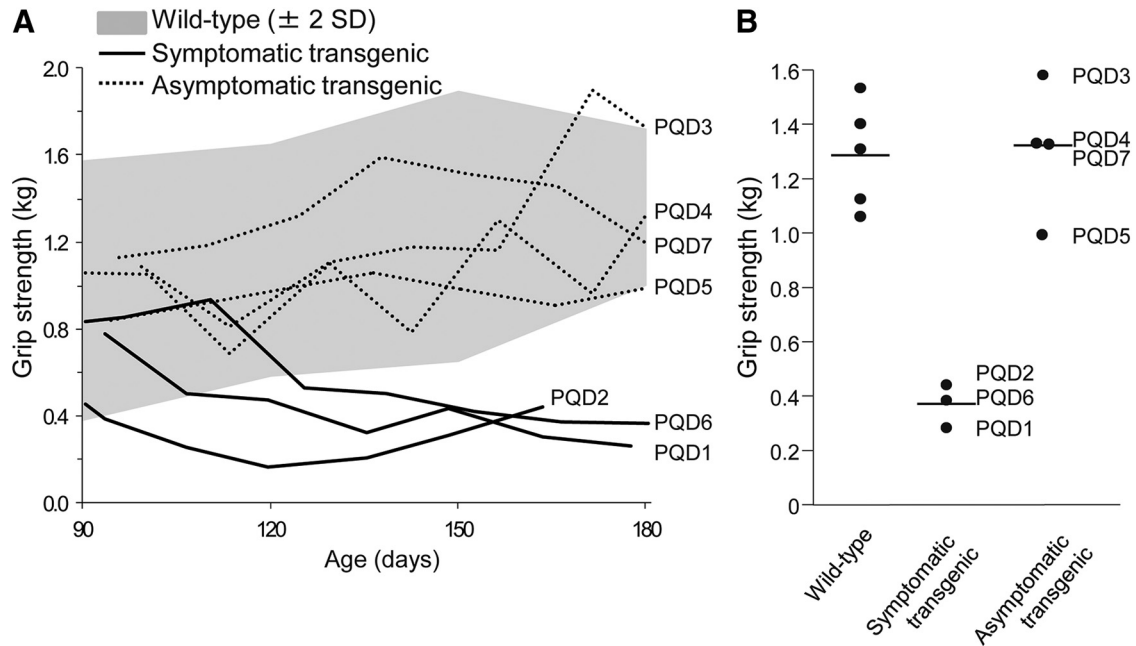 A
Wild-type (± 2 SD)
Symptomatic transgenic
Asymptomatic transgenic
Grip strength (kg)
2.0
1.6
1.2
0.8
0.4
0.0
90
120
150
180
Age (days)
PQD3
PQD4
PQD7
PQD5
PQD2
PQD6
PQD1
B
Grip strength (kg)
1.6
1.4
1.2
1.0
0.8
0.6
0.4
0.2
0
PQD3
PQD4
PQD7
PQD5
PQD2
PQD6
PQD1
Wild-type
Symptomatic
transgenic
Asymptomatic
transgenic